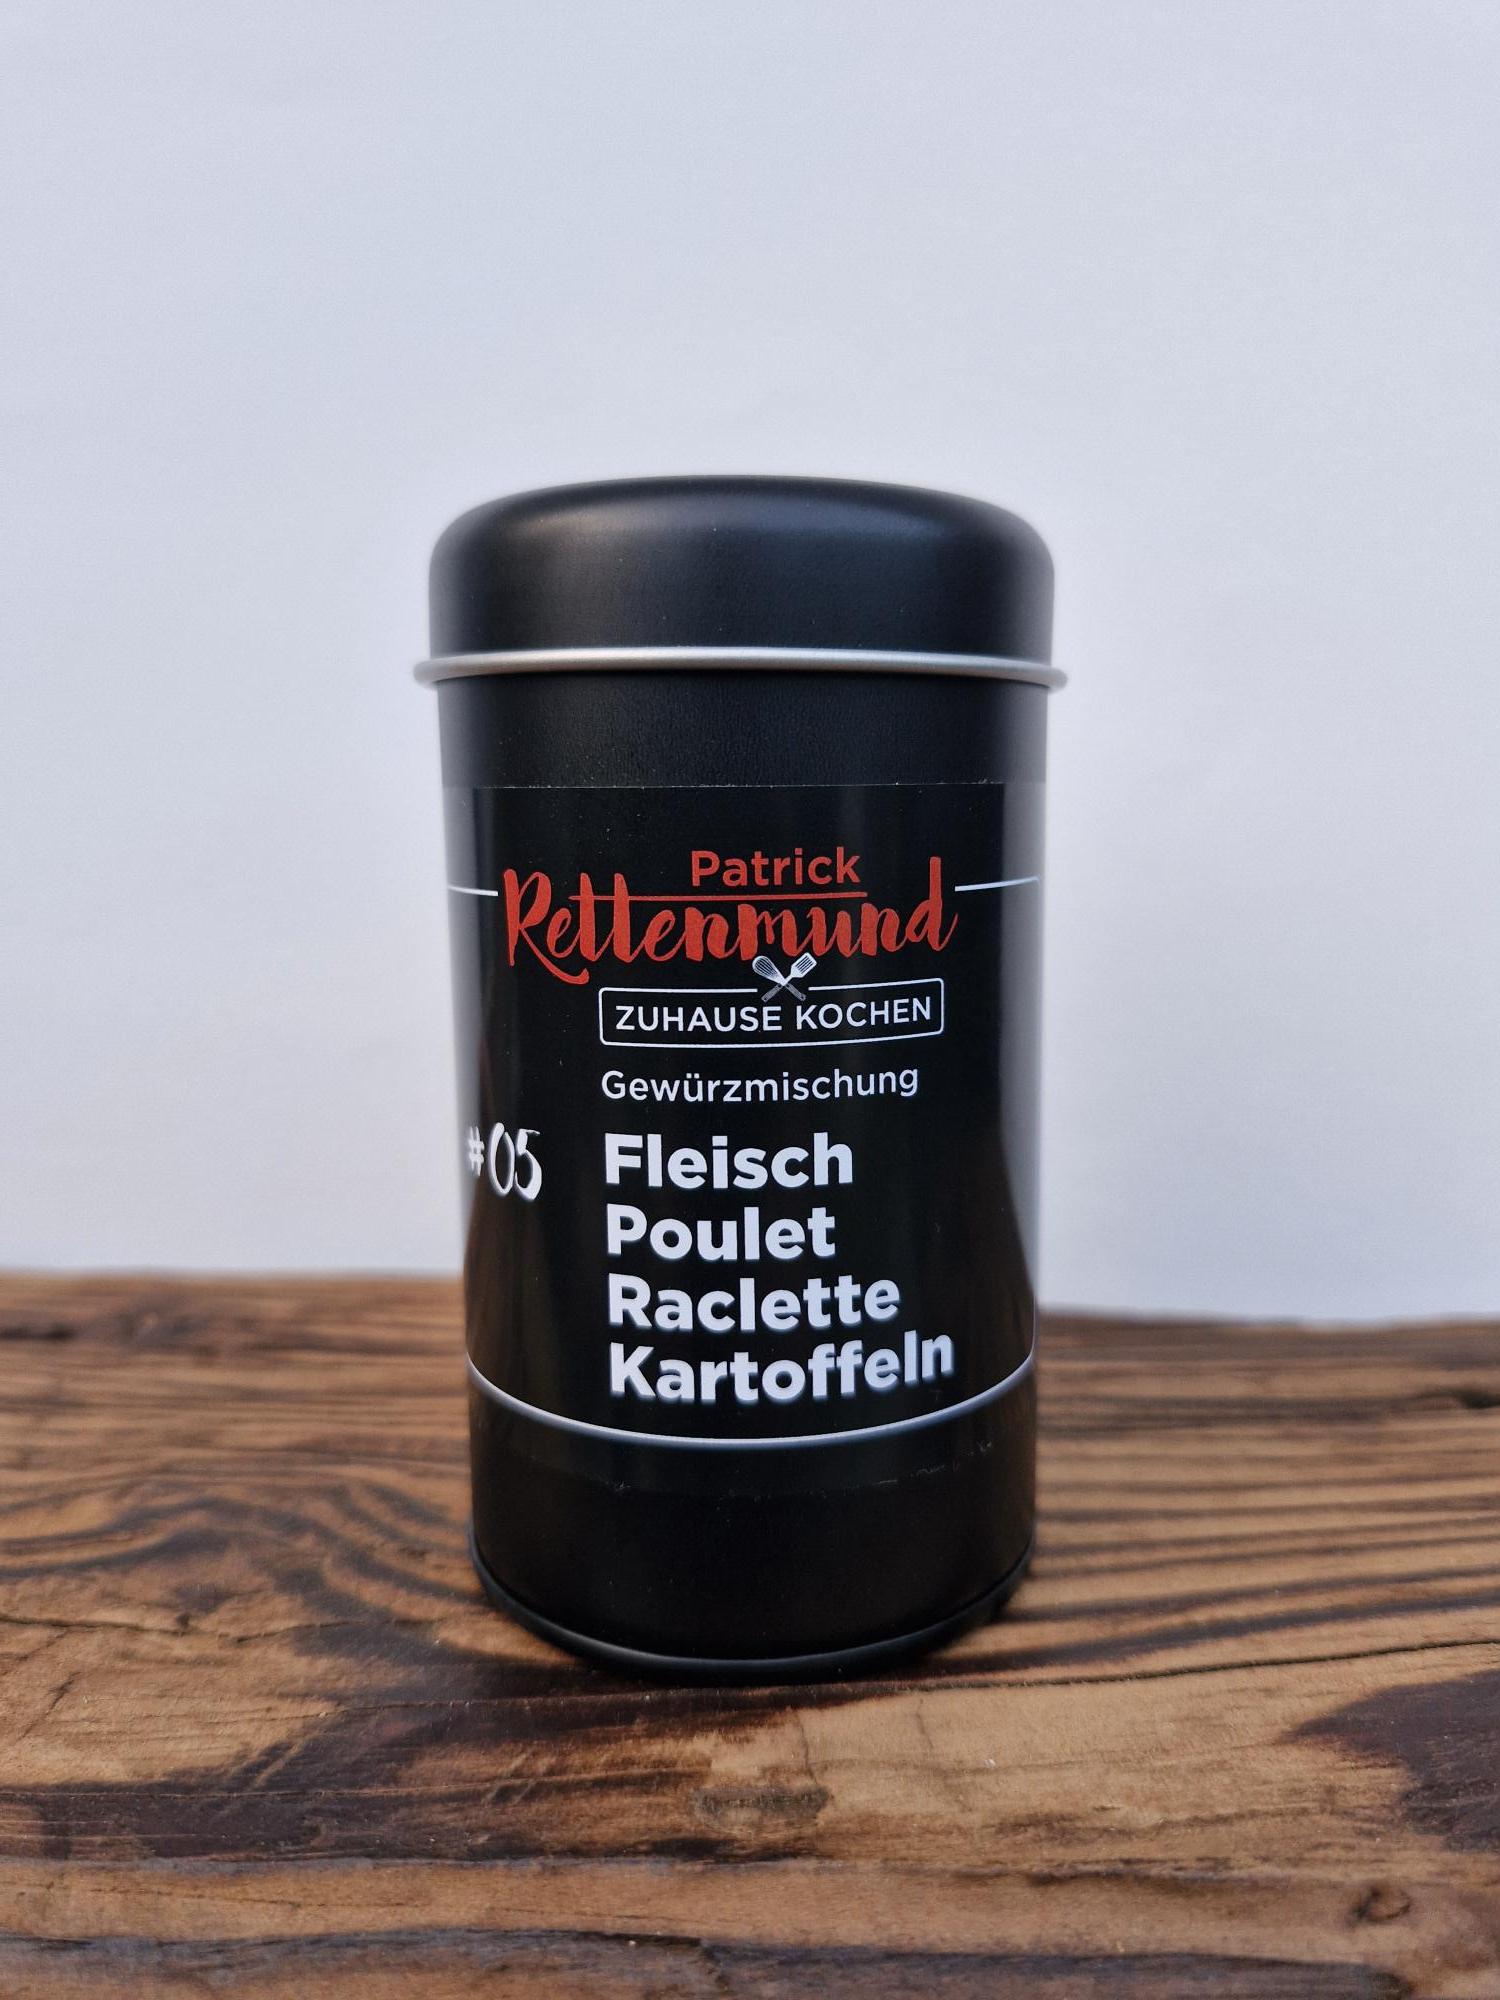 Patrick
Rettenmund
ZUHAUSE KOCHEN
Gewürzmischung
#05
Fleisch
Poulet
Raclette
Kartoffeln